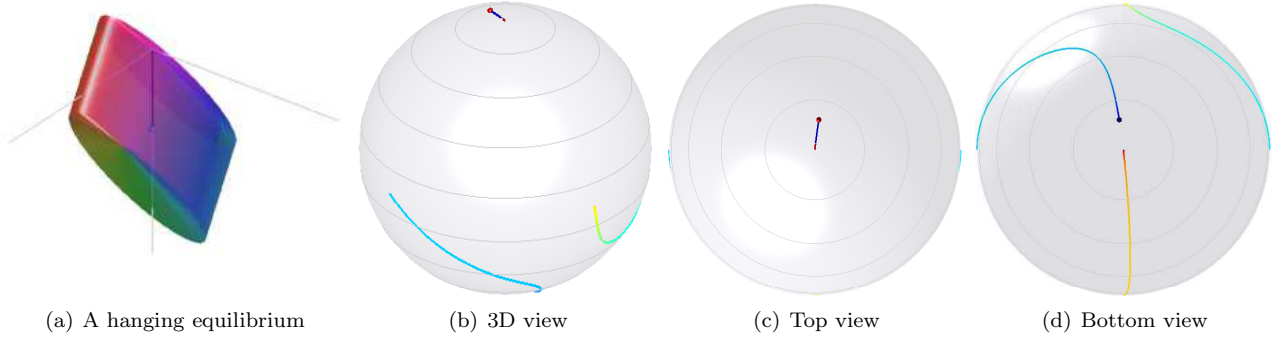 (a) A hanging equilibrium
(b) 3D view
(c) Top view
(d) Bottom view